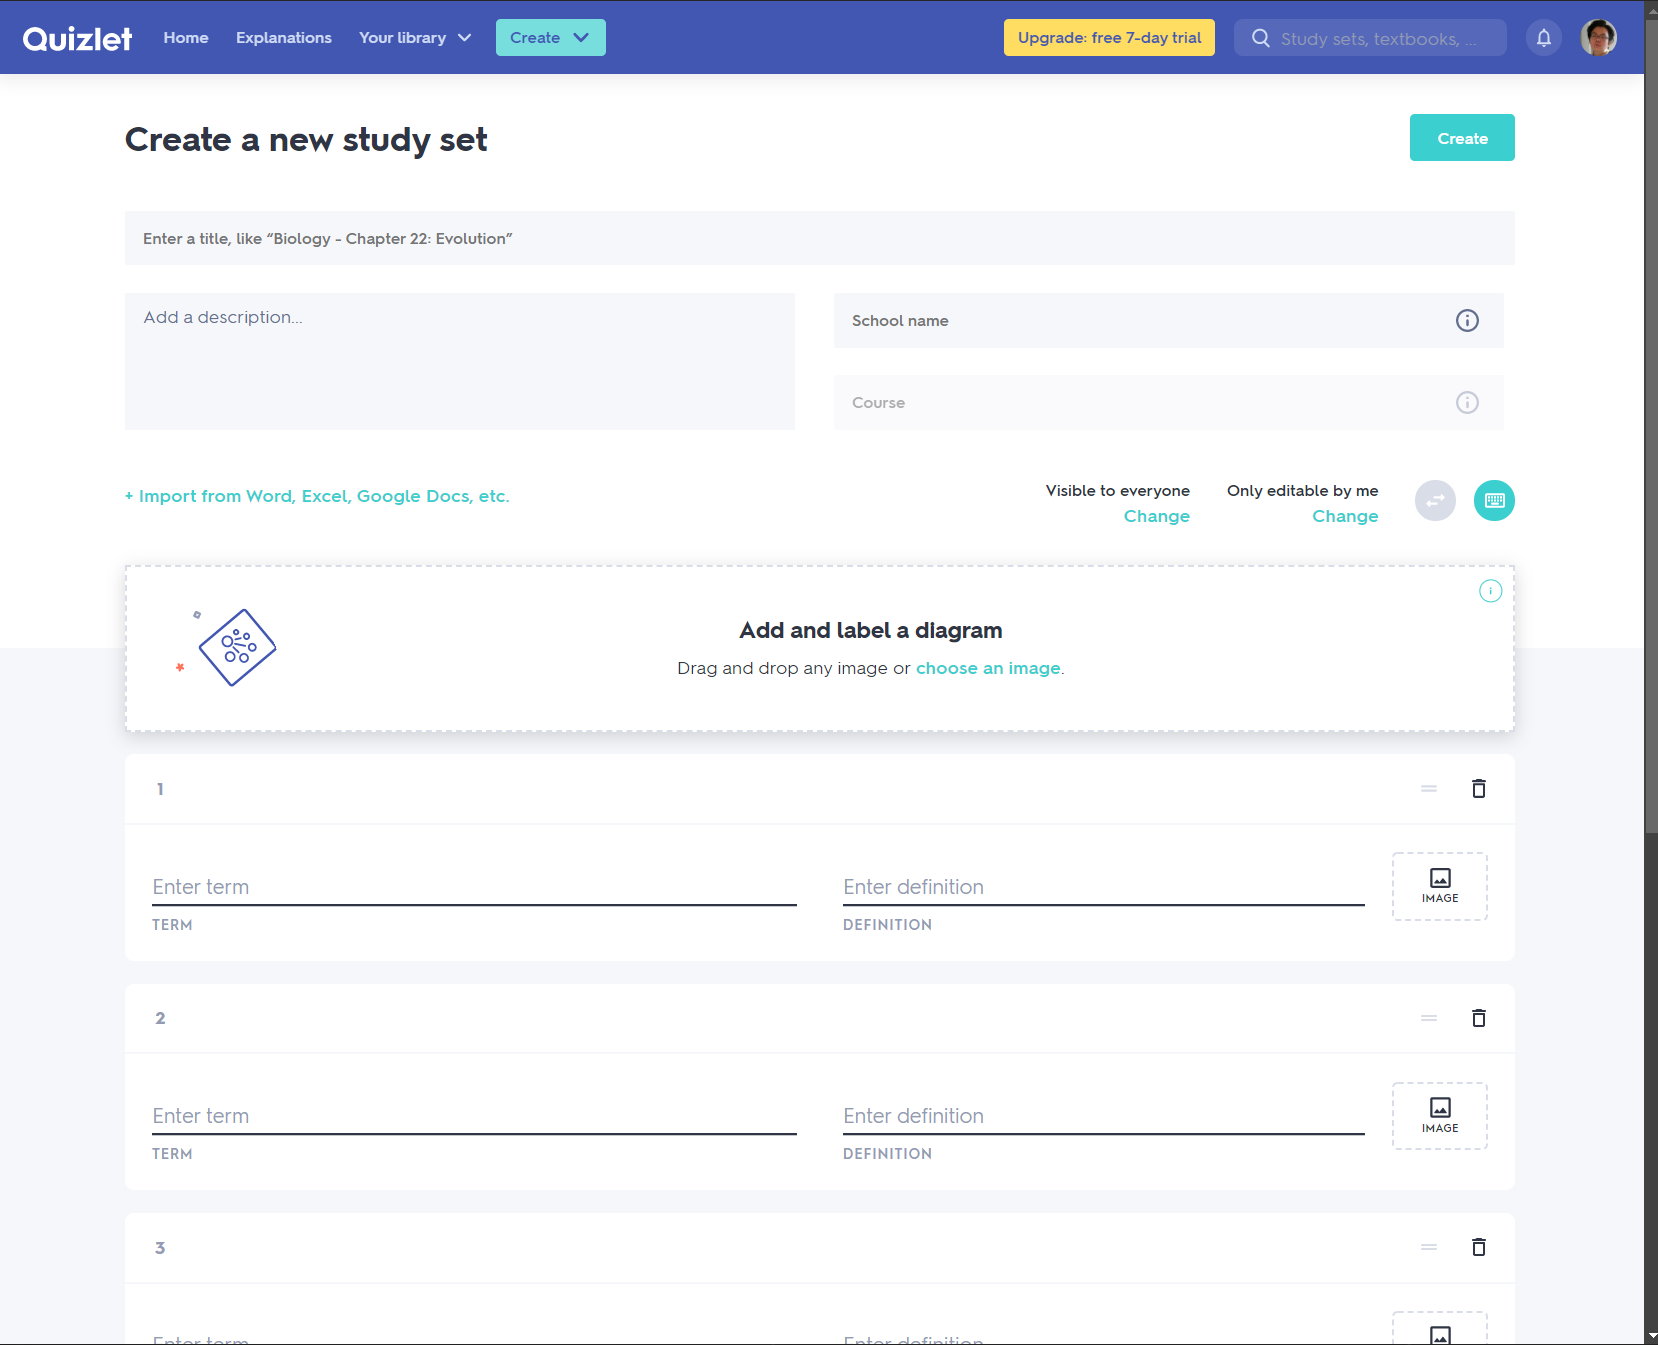 Quizlet Home Explanations Your library Create Upgrade: free 7-day trial Study sets, textbooks, ...
Create a new study set
Create
Enter a title, like “Biology - Chapter 22: Evolution”
Add a description...
School name
Course
+ Import from Word, Excel, Google Docs, etc.
Visible to everyone
Change
Only editable by me
Change
Add and label a diagram
Drag and drop any image or choose an image.
1
Enter term
TERM
Enter definition
DEFINITION
IMAGE
2
Enter term
TERM
Enter definition
DEFINITION
IMAGE
3
Enter term
Enter definition